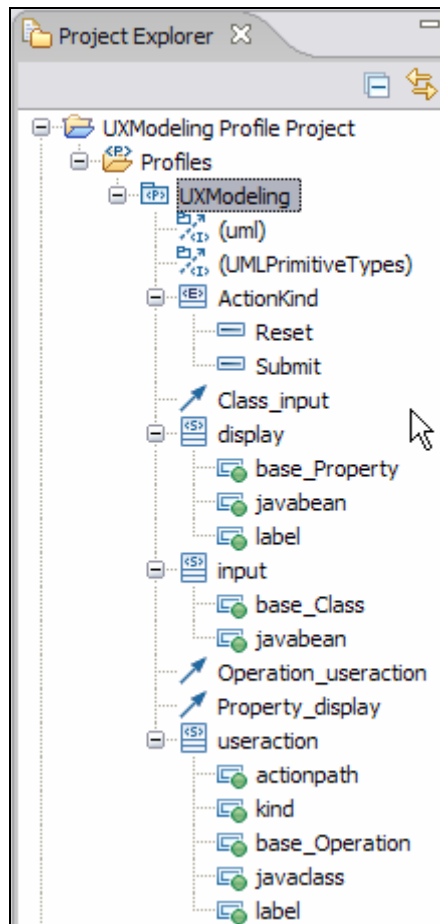 Project Explorer
UXModeling Profile Project
<P>
Profiles
<P> UXModeling
<I> (uml)
<I> (UMLPrimitiveTypes)
<E> ActionKind
Reset
Submit
Class_input
<S> display
base_Property
javabean
label
<S> input
base_Class
javabean
Operation_useraction
Property_display
<S> useraction
actionpath
kind
base_Operation
javaclass
label